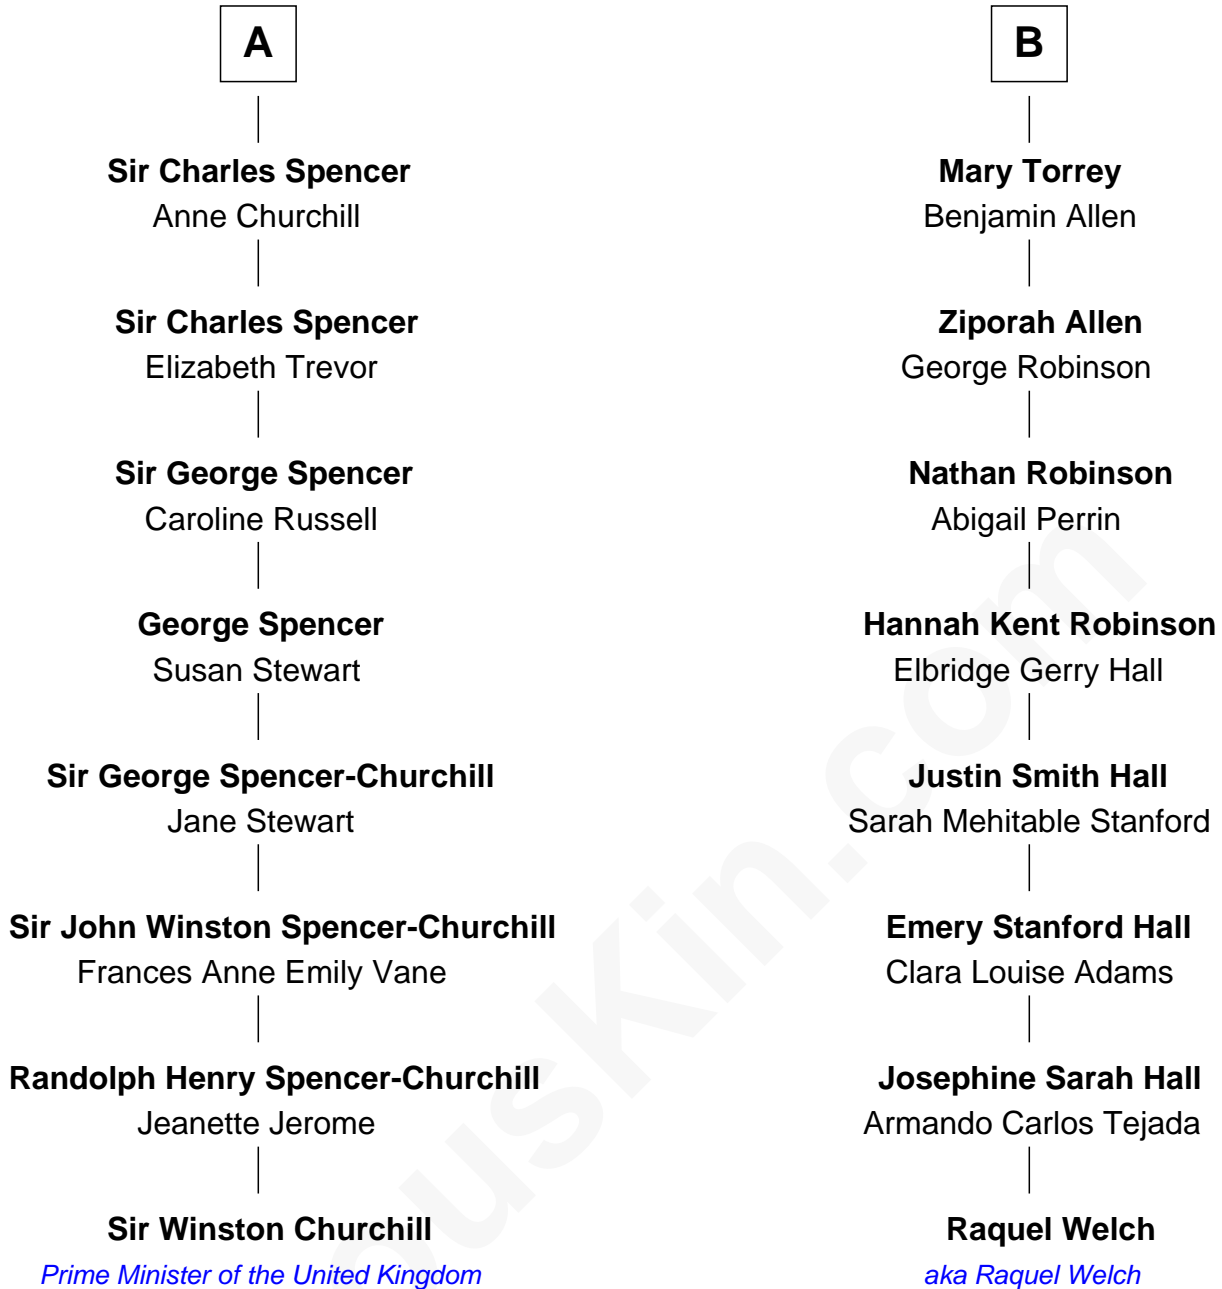 A
Sir Charles Spencer
Anne Churchill
Sir Charles Spencer
Elizabeth Trevor
Sir George Spencer
Caroline Russell
George Spencer
Susan Stewart
Sir George Spencer-Churchill
Jane Stewart
Sir John Winston Spencer-Churchill
Frances Anne Emily Vane
Randolph Henry Spencer-Churchill
Jeanette Jerome
Sir Winston Churchill
Prime Minister of the United Kingdom
B
Mary Torrey
Benjamin Allen
Ziporah Allen
George Robinson
Nathan Robinson
Abigail Perrin
Hannah Kent Robinson
Elbridge Gerry Hall
Justin Smith Hall
Sarah Mehitable Stanford
Emery Stanford Hall
Clara Louise Adams
Josephine Sarah Hall
Armando Carlos Tejada
Raquel Welch
aka Raquel Welch
ousKin.com